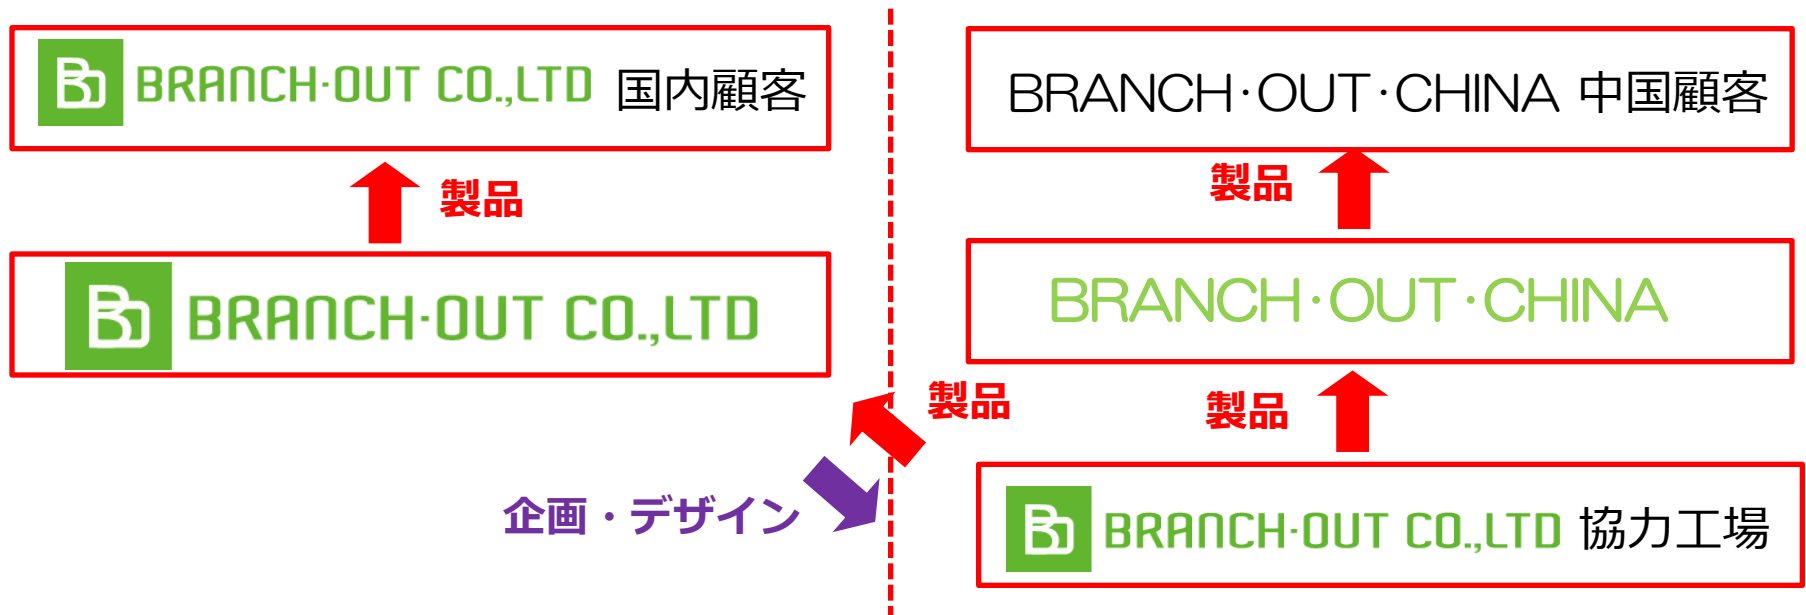 BRANCH·OUT CO.,LTD 国内顧客
製品
BRANCH·OUT CO.,LTD
企画・デザイン
BRANCH・OUT・CHINA 中国顧客
製品
BRANCH・OUT・CHINA
製品
製品
BRANCH·OUT CO.,LTD 協力工場